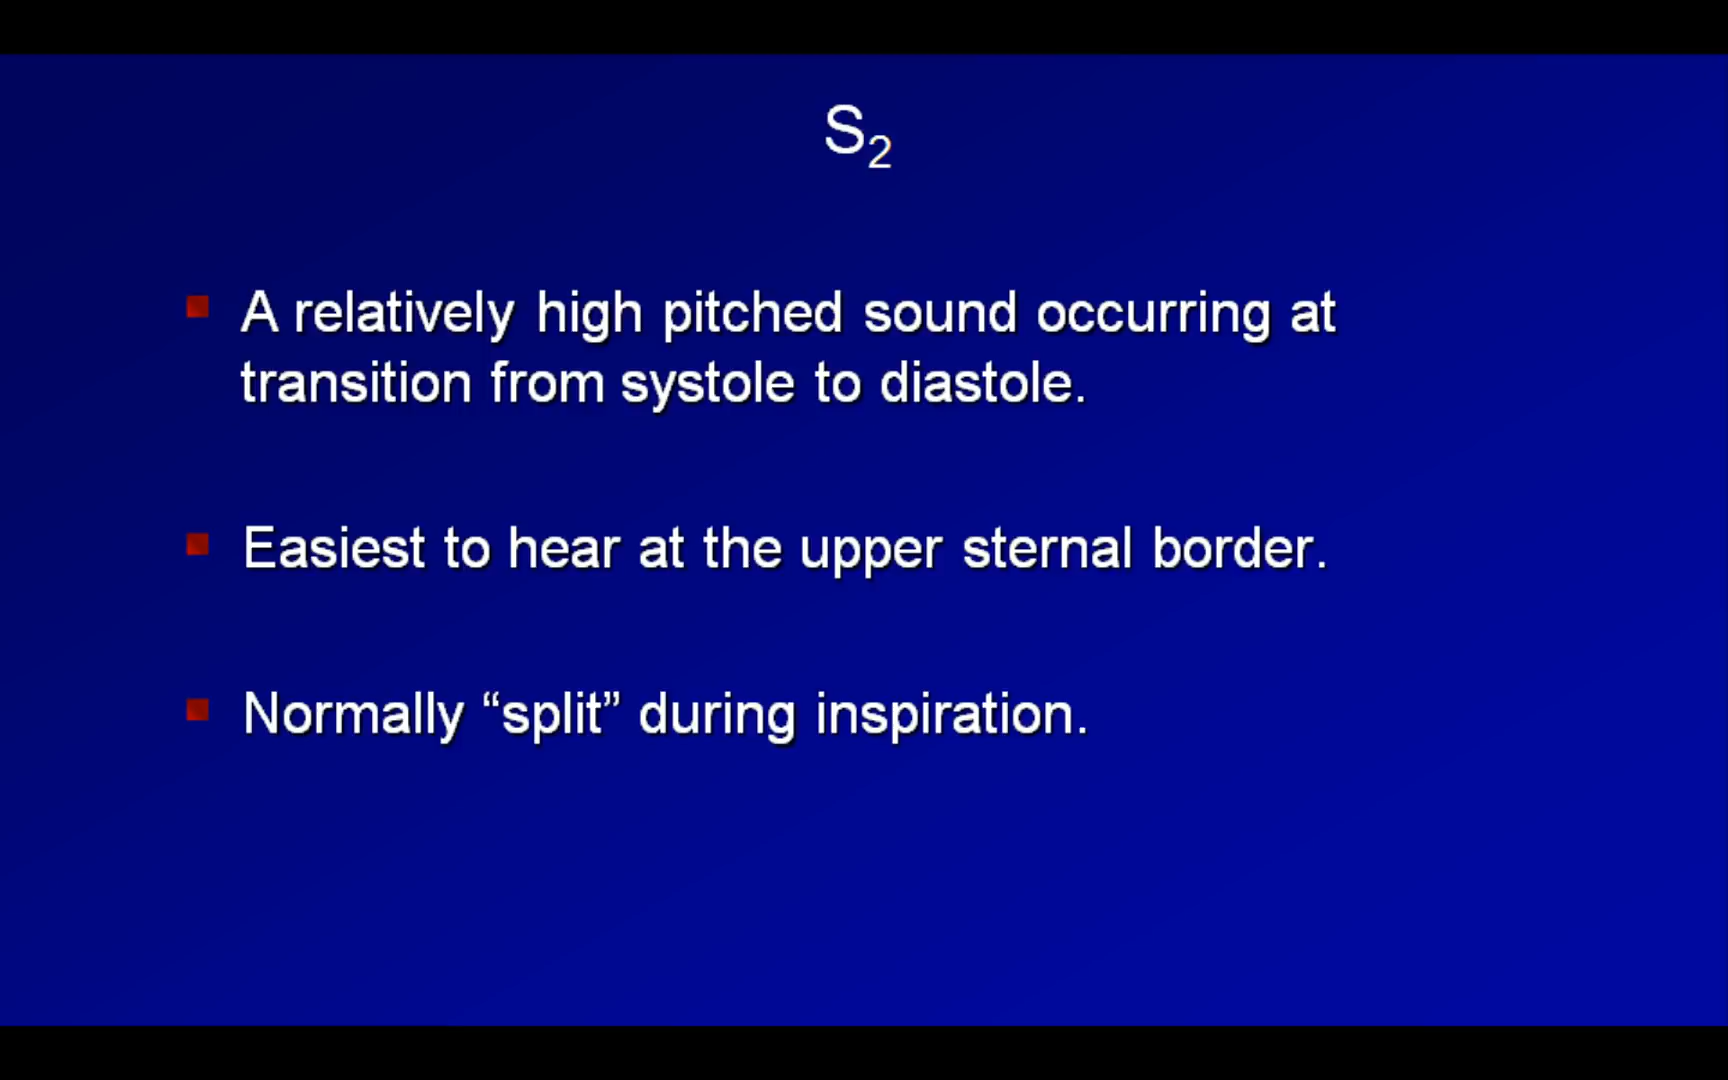 S₂
A relatively high pitched sound occurring at
transition from systole to diastole.
Easiest to hear at the upper sternal border.
Normally “split” during inspiration.